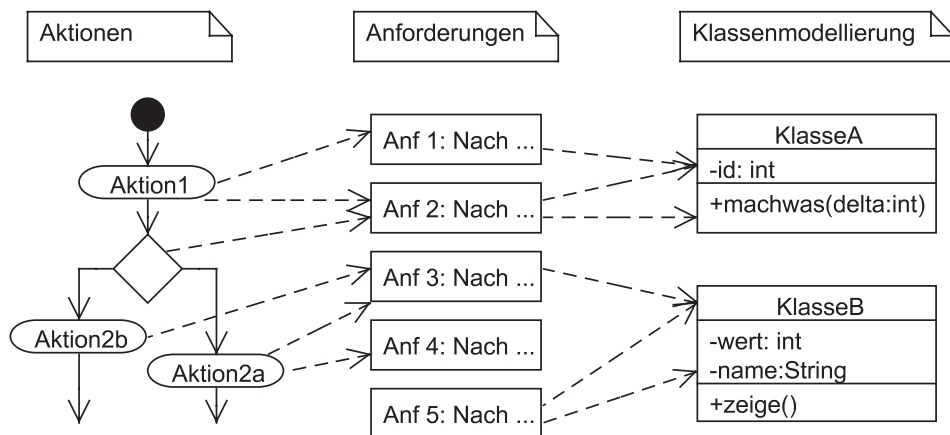 Aktionen
Anforderungen
Klassenmodellierung
Aktion1
Aktion2b
Aktion2a
Anf 1: Nach ...
Anf 2: Nach ...
Anf 3: Nach ...
Anf 4: Nach ...
Anf 5: Nach ...
KlasseA
-id: int
+machwas(delta:int)
KlasseB
-wert: int
-name:String
+zeige()